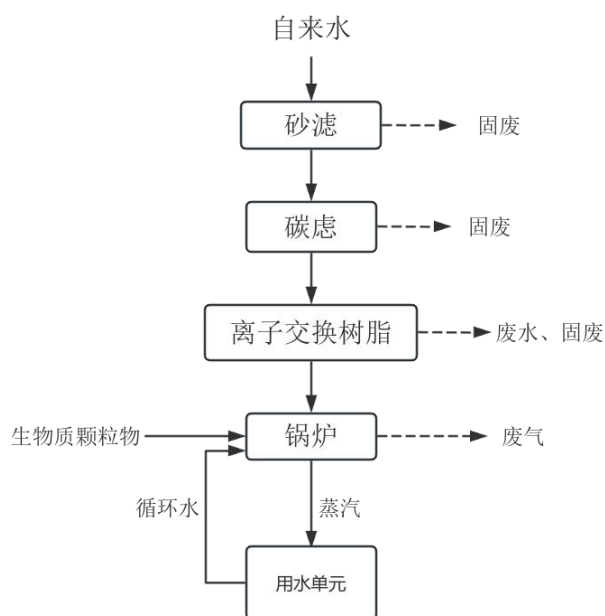 自来水
砂滤
固废
碳虑
固废
离子交换树脂
废水、固废
生物质颗粒物
锅炉
废气
循环水
蒸汽
用水单元